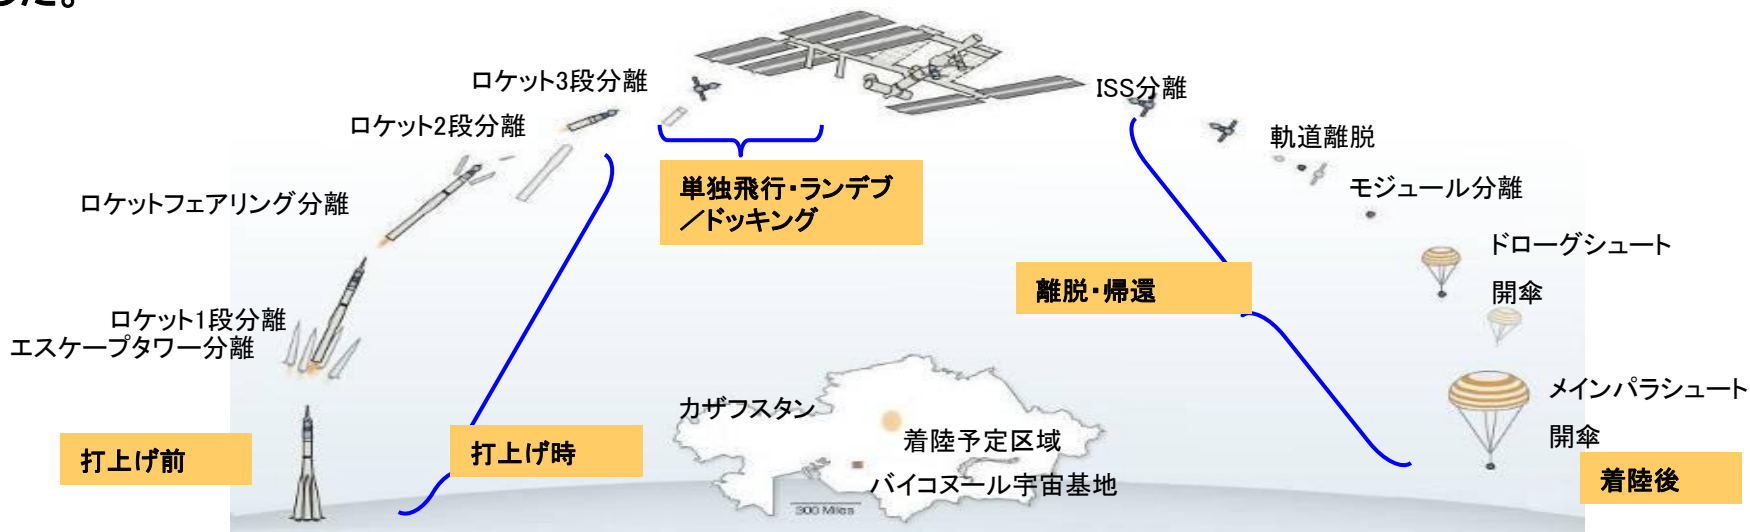 した。
ロケット3段分離
ISS分離
ロケット2段分離
軌道離脱
単独飛行・ランデブ
／ドッキング
モジュール分離
ロケットフェアリング分離
ドローグシュート
開傘
離脱・帰還
ロケット1段分離
エスケープタワー分離
メインパラシュート
開傘
カザフスタン
着陸予定区域
バイコヌール宇宙基地
300 Miles
打上げ前
打上げ時
着陸後